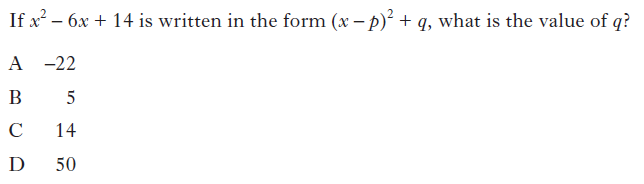 If x² – 6x + 14 is written in the form (x – p)² + q, what is the value of q?
A –22
B 5
C 14
D 50